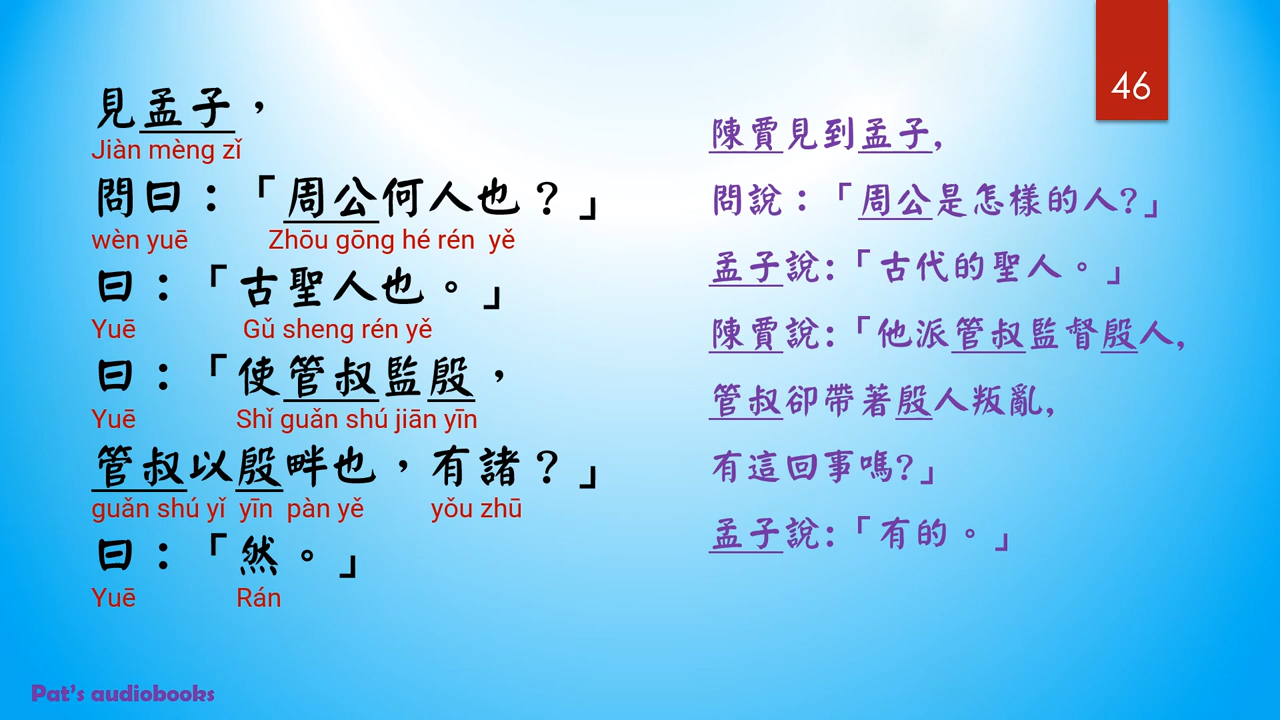 見孟子，
Jiàn mèng zǐ
問曰：「周公何人也？」
wèn yuē Zhōu gōng hé rén yě
曰：「古聖人也。」
Yuē Gǔ sheng rén yě
曰：「使管叔監殷，
Yuē Shǐ guǎn shú jiān yīn
管叔以殷畔也，有諸？」
guǎn shú yǐ yīn pàn yě yǒu zhū
曰：「然。」
Yuē Rán
46
陳賈見到孟子,
問說：「周公是怎樣的人?」
孟子說:「古代的聖人。」
陳賈說:「他派管叔監督殷人,
管叔卻帶著殷人叛亂,
有這回事嗎?」
孟子說:「有的。」
Pat's audiobooks